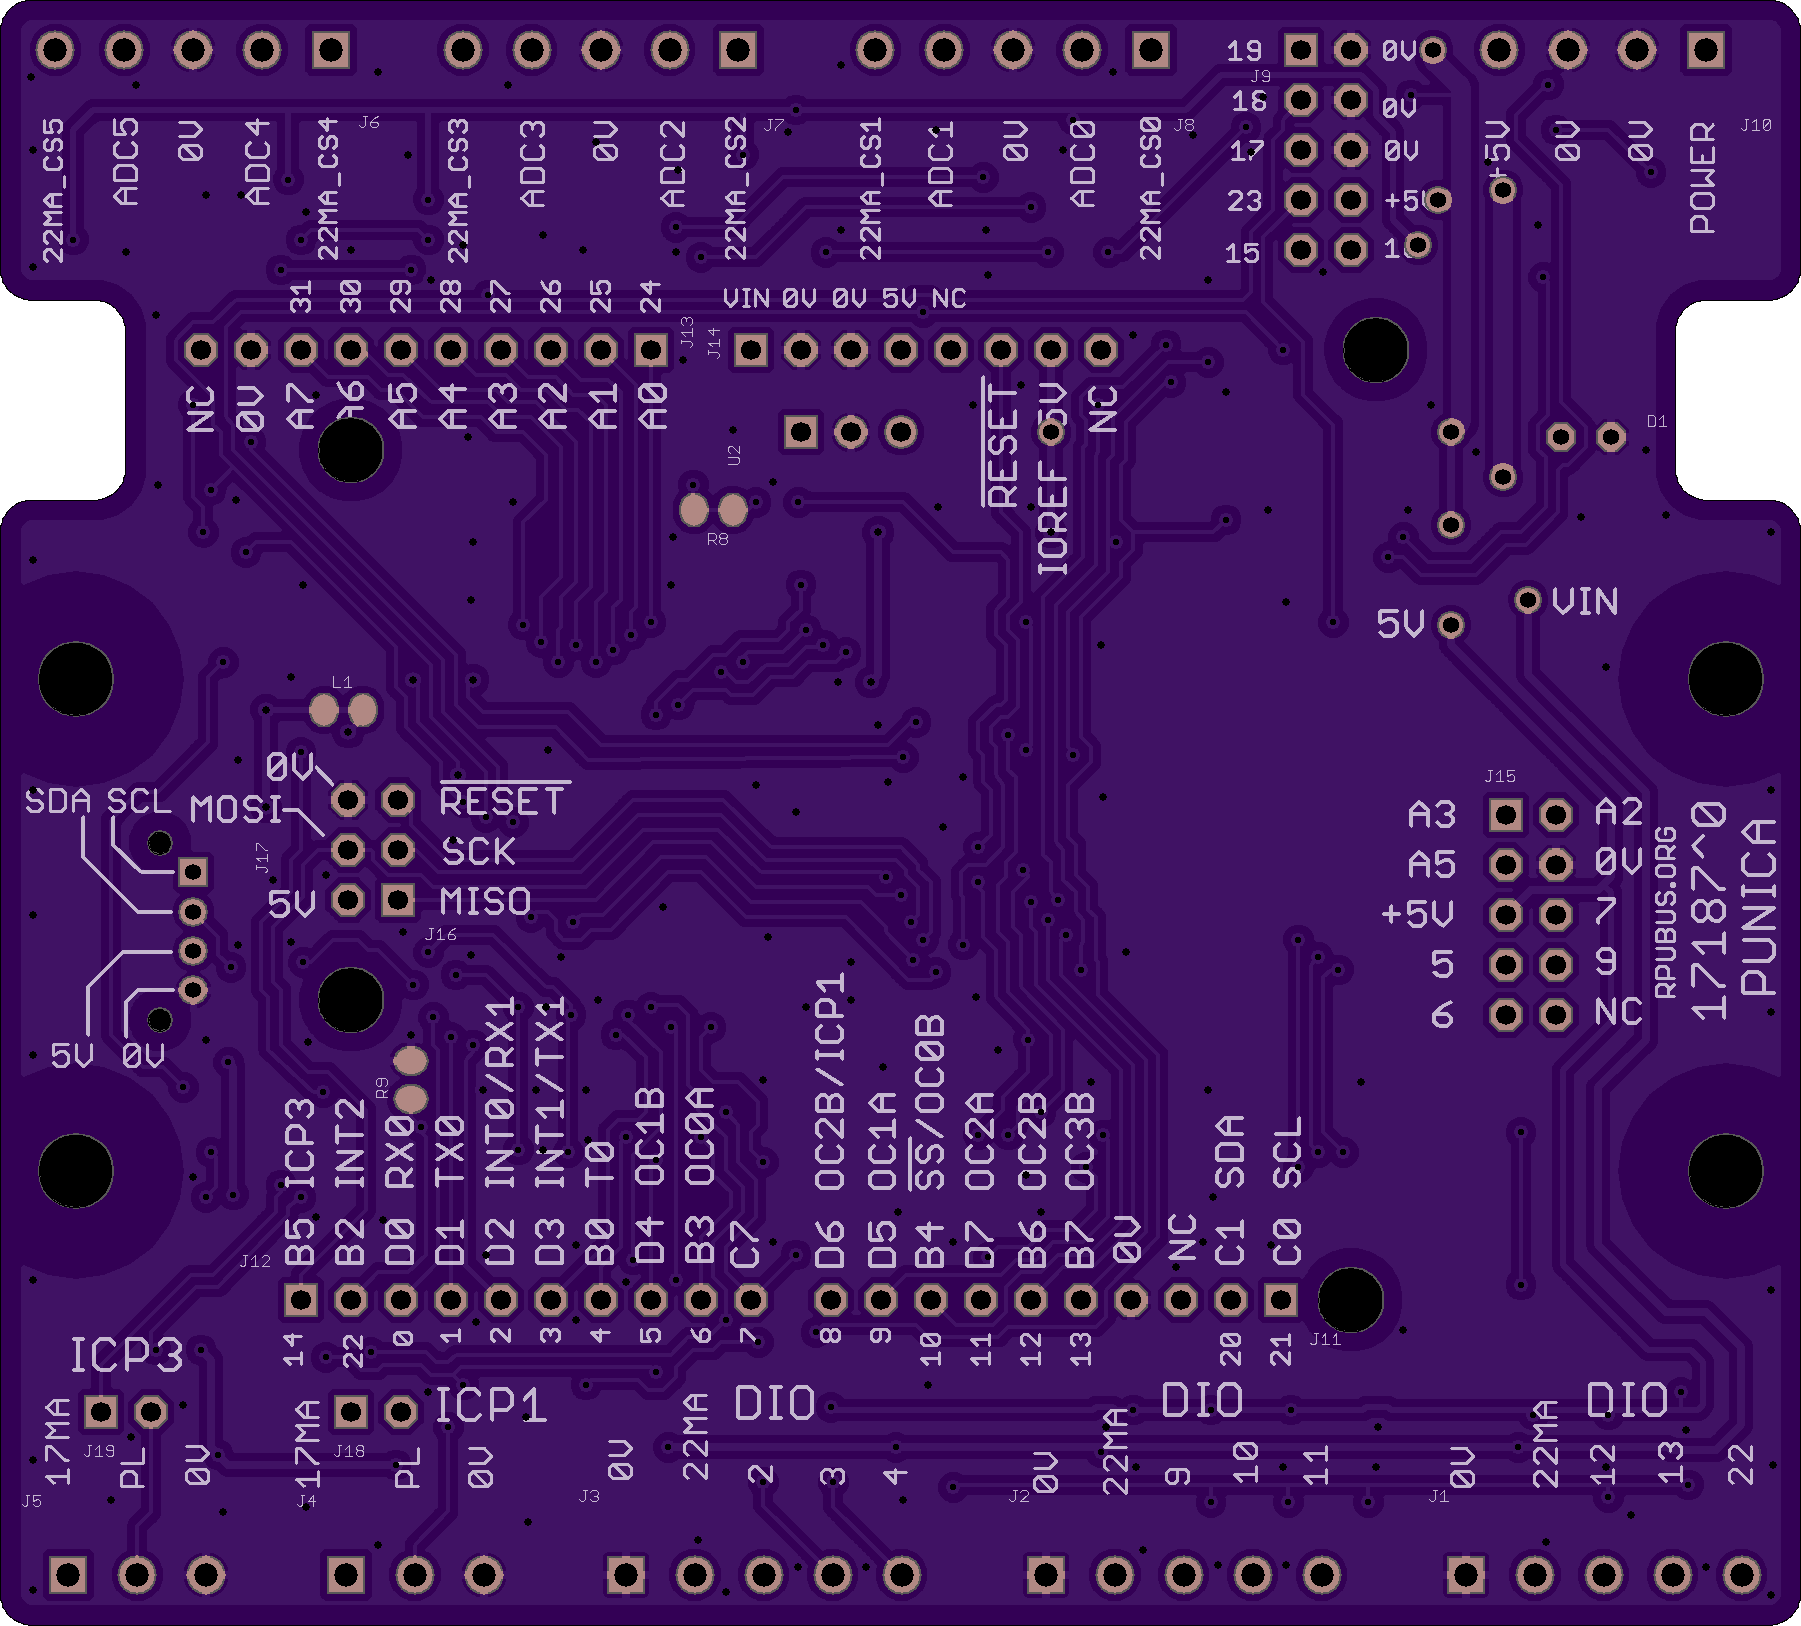 19 0V
J9
18 0V
17 0V
23
15
J6 J7 J8 J10
22MA_CS5 ADC5 0V ADC4 22MA_CS4
22MA_CS3 ADC3 0V ADC2 22MA_CS2
22MA_CS1 ADC1 0V ADC0 22MA_CS0
+5V 0V 0V POWER
31 30 29 28 27 26 25 24
VIN 0V 0V 5V NC
J13 J14
NC 0V A7 A6 A5 A4 A3 A2 A1 A0
RESET IOREF 5V NC
D1
U2
R8
5V VIN
L1
0V
MOSI
RESET
SCK
5V MISO
J17
J16
SDA SCL
5V 0V
J15
A3 A2
A5 0V
+5V 7
5 9
6 NC
RPUBUS.ORG
17187^0
PUNICA
R9
ICP3 INT2 RX0 TX0 INT0/RX1 INT1/TX1 T0 OC1B OC0A
OC2B/ICP1 OC1A SS/OC0B OC2A OC2B OC3B SDA SCL
J12
B5 B2 D0 D1 D2 D3 B0 D4 B3 C7
D6 D5 B4 D7 B6 B7 0V NC C1 C0
14 22 0 1 2 3 4 5 6 7
8 9 10 11 12 13 20 21
J11
ICP3
17MA PL 0V
J19
J5
ICP1
17MA PL 0V
J18
J4
DIO
0V 22MA 2 3 4
J3
DIO
0V 22MA 9 10 11
J2
DIO
0V 22MA 12 13 22
J1